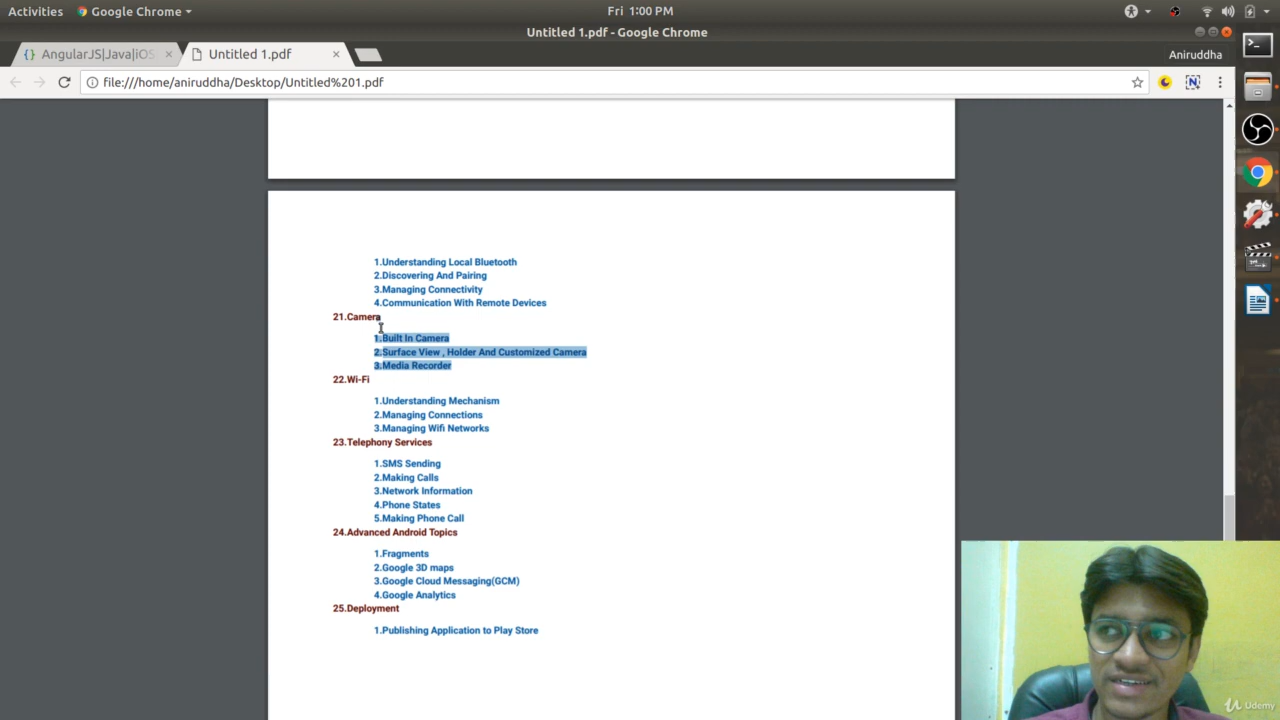 Activities Google Chrome Fri 1:00 PM
Untitled 1.pdf - Google Chrome
AngularJS|Java|iOS Untitled 1.pdf Aniruddha
file:///home/aniruddha/Desktop/Untitled%201.pdf
1.Understanding Local Bluetooth
2.Discovering And Pairing
3.Managing Connectivity
4.Communication With Remote Devices
21.Camera
1.Built In Camera
2.Surface View , Holder And Customized Camera
3.Media Recorder
22.Wi-Fi
1.Understanding Mechanism
2.Managing Connections
3.Managing Wifi Networks
23.Telephony Services
1.SMS Sending
2.Making Calls
3.Network Information
4.Phone States
5.Making Phone Call
24.Advanced Android Topics
1.Fragments
2.Google 3D maps
3.Google Cloud Messaging(GCM)
4.Google Analytics
25.Deployment
1.Publishing Application to Play Store
Udemy